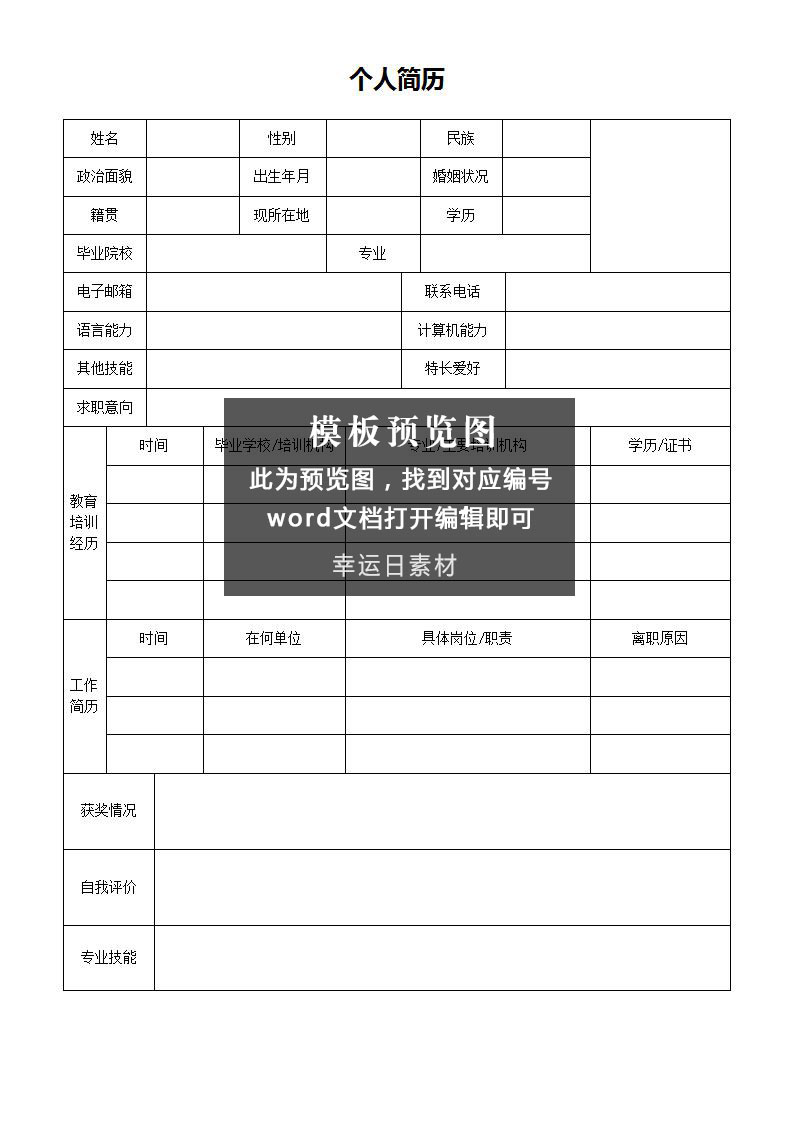 个人简历
姓名 性别 民族
政治面貌 出生年月 婚姻状况
籍贯 现所在地 学历
毕业院校 专业
电子邮箱 联系电话
语言能力 计算机能力
其他技能 特长爱好
求职意向
模板预览图
时间 毕业学校/培训机构 专业/主要培训机构 学历/证书
此为预览图，找到对应编号
word文档打开编辑即可
幸运日素材
教育
培训
经历
时间 在何单位 具体岗位/职责 离职原因
工作
简历
获奖情况
自我评价
专业技能